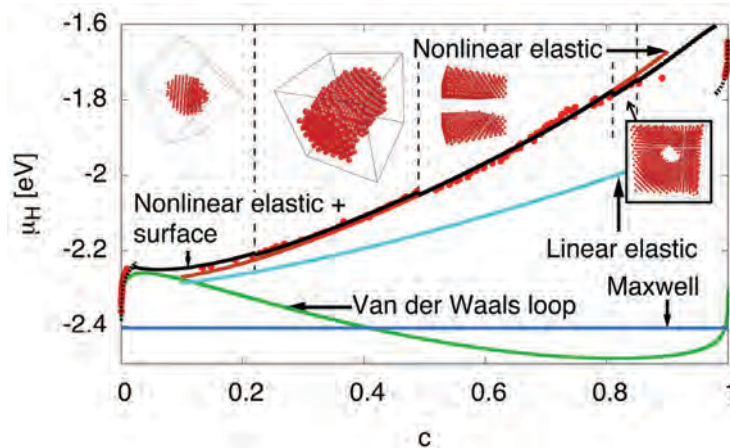 -1.6
-1.8
-2
-2.2
-2.4
μH [eV]
Nonlinear elastic
Nonlinear elastic +
surface
Linear elastic
Maxwell
Van der Waals loop
0
0.2
0.4
0.6
0.8
1
c